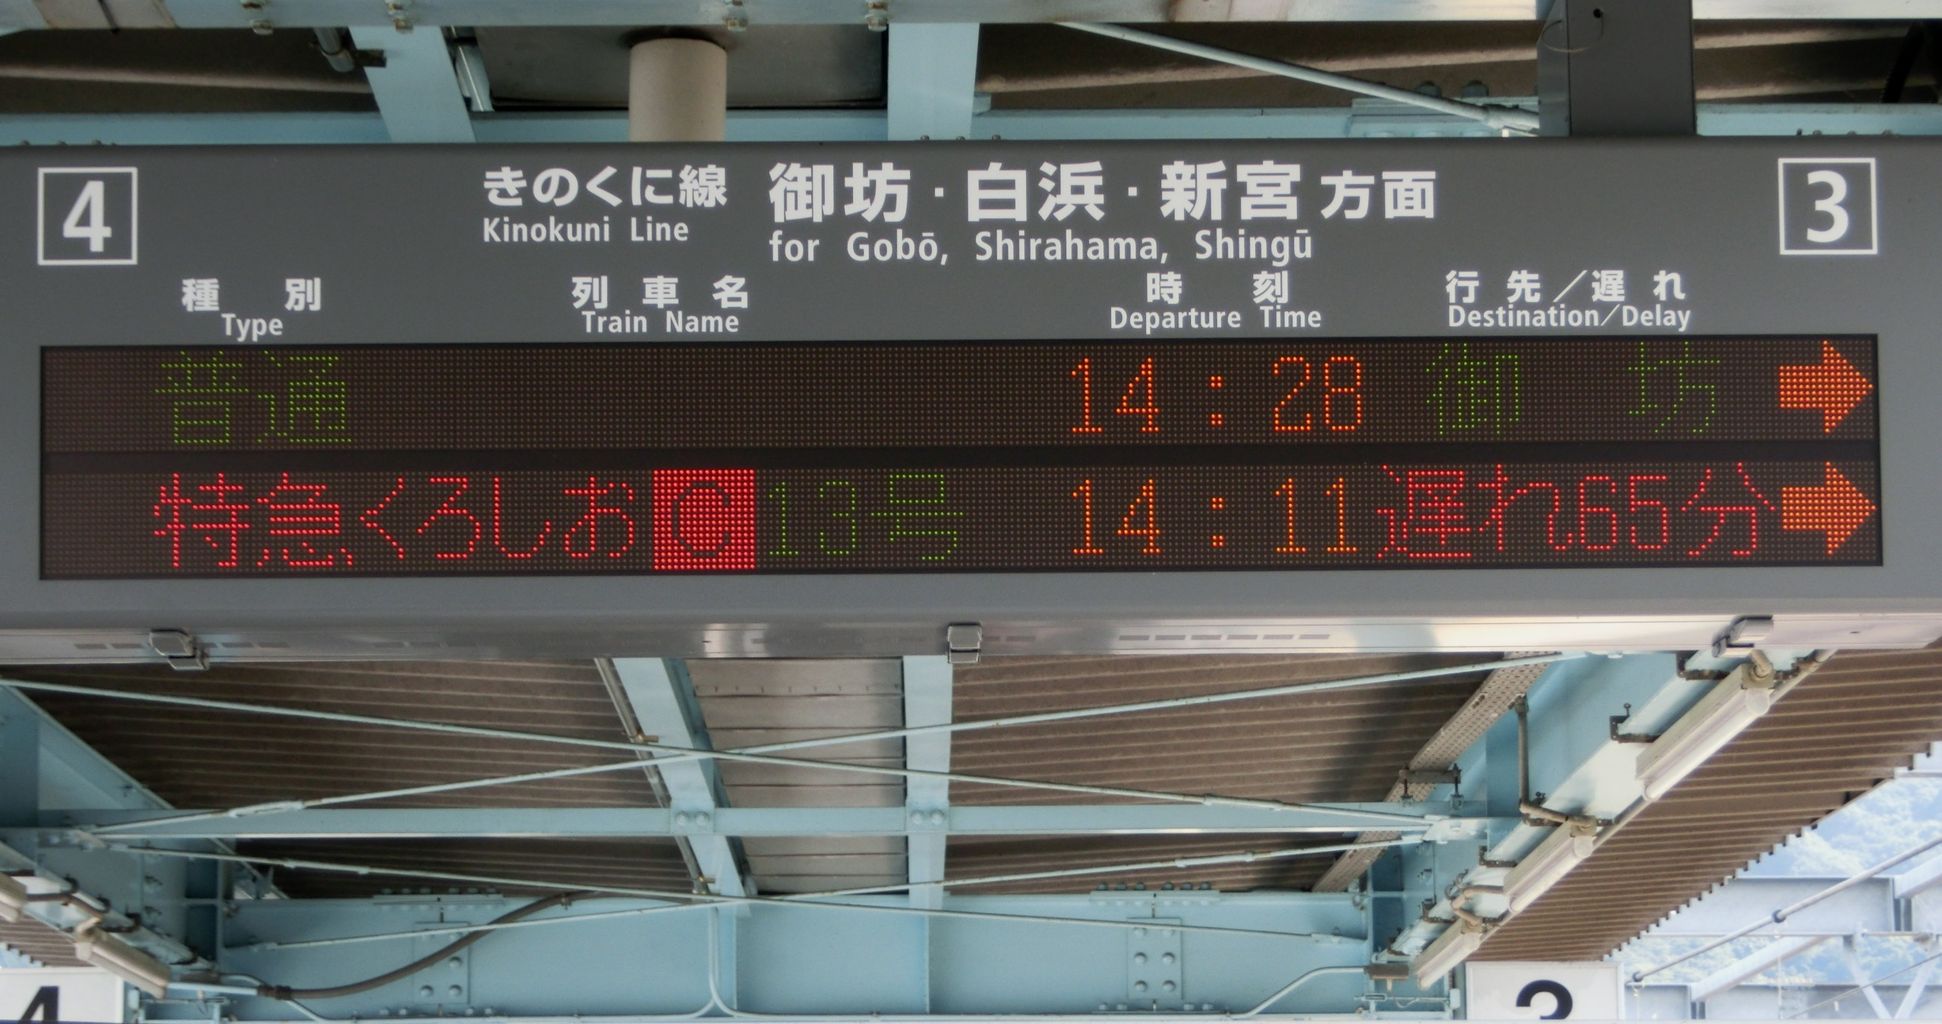 4 きのくに線 御坊・白浜・新宮方面 3
Kinokuni Line for Gobō, Shirahama, Shingū
種別 列車名 時刻 行先／遅れ
Type Train Name Departure Time Destination/Delay
普通 14:28 御坊
特急くろしおC13号 14:11 遅れ65分
4 3